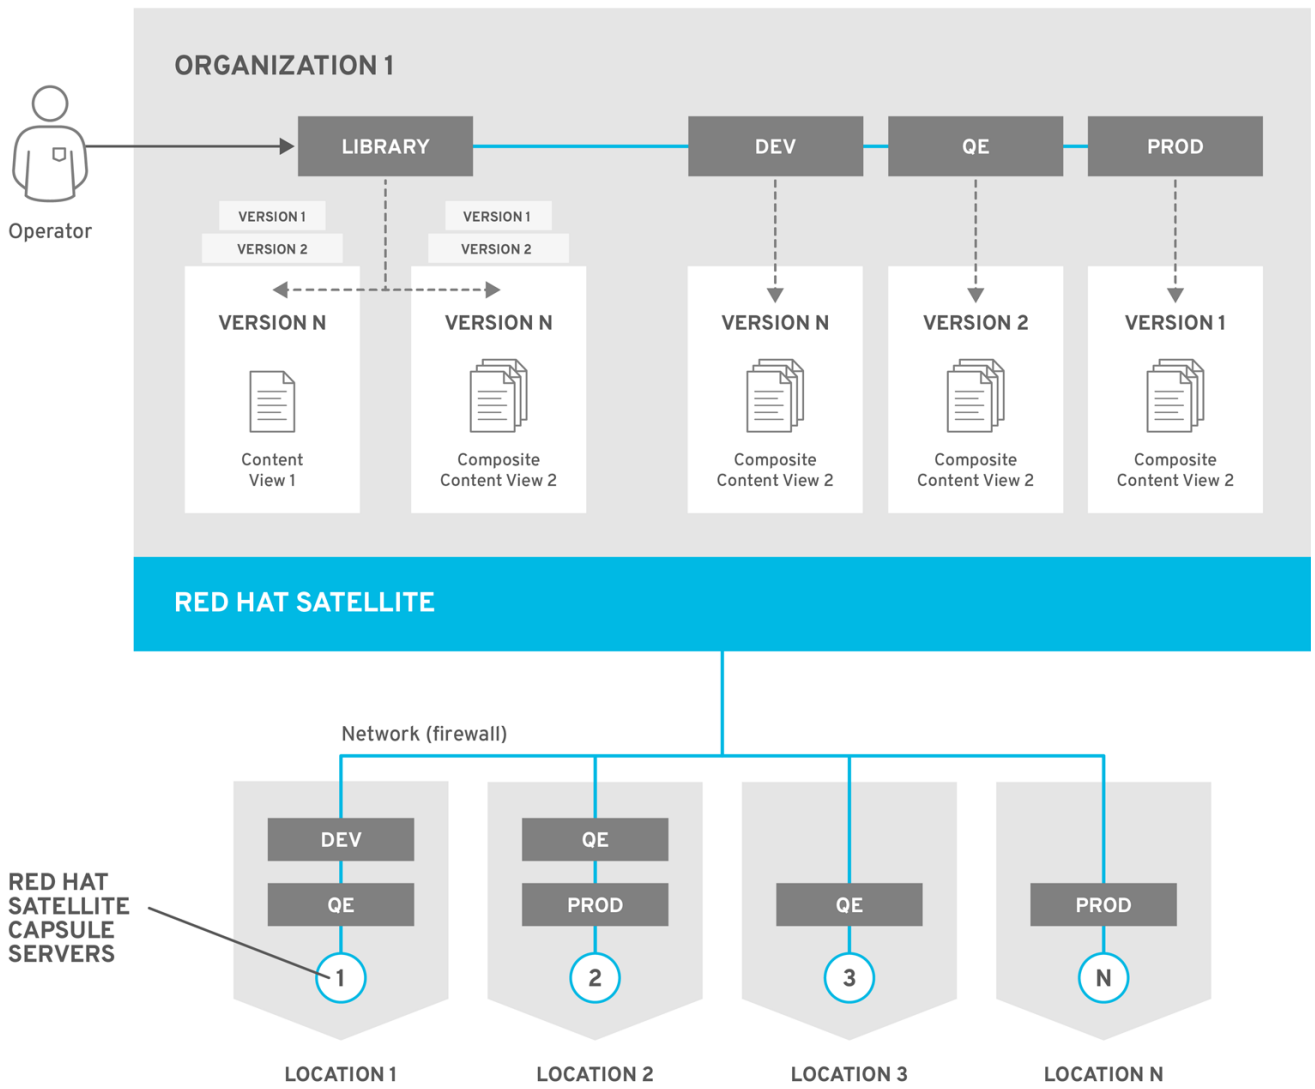 ORGANIZATION 1
LIBRARY
DEV
QE
PROD
Operator
VERSION 1
VERSION 2
VERSION 1
VERSION 2
VERSION N
VERSION N
VERSION N
VERSION 2
VERSION 1
Content
View 1
Composite
Content View 2
Composite
Content View 2
Composite
Content View 2
Composite
Content View 2
RED HAT SATELLITE
Network (firewall)
DEV
QE
QE
PROD
QE
PROD
RED HAT
SATELLITE
CAPSULE
SERVERS
1
2
3
N
LOCATION 1
LOCATION 2
LOCATION 3
LOCATION N